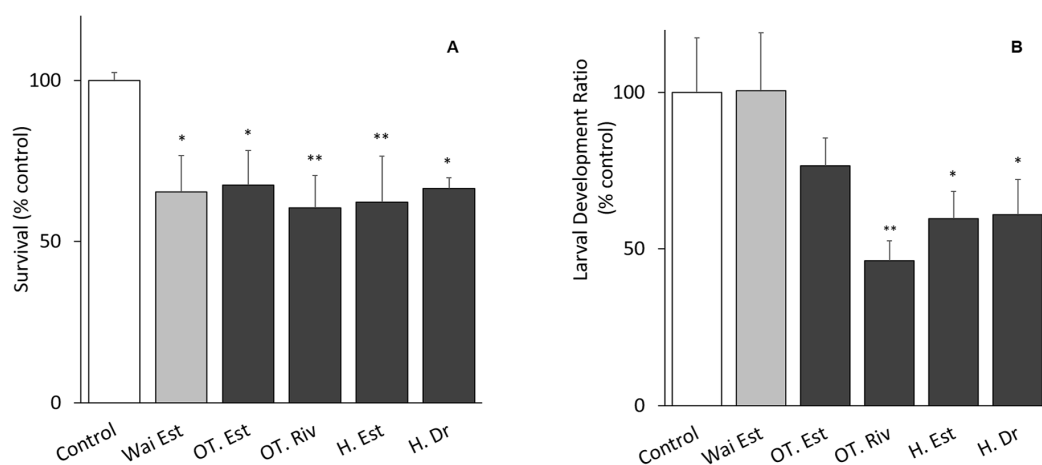 A
Survival (% control)
100
50
0
*
*
**
**
*
Control
Wai Est
OT. Est
OT. Riv
H. Est
H. Dr
B
Larval Development Ratio
(% control)
100
50
0
**
*
*
Control
Wai Est
OT. Est
OT. Riv
H. Est
H. Dr